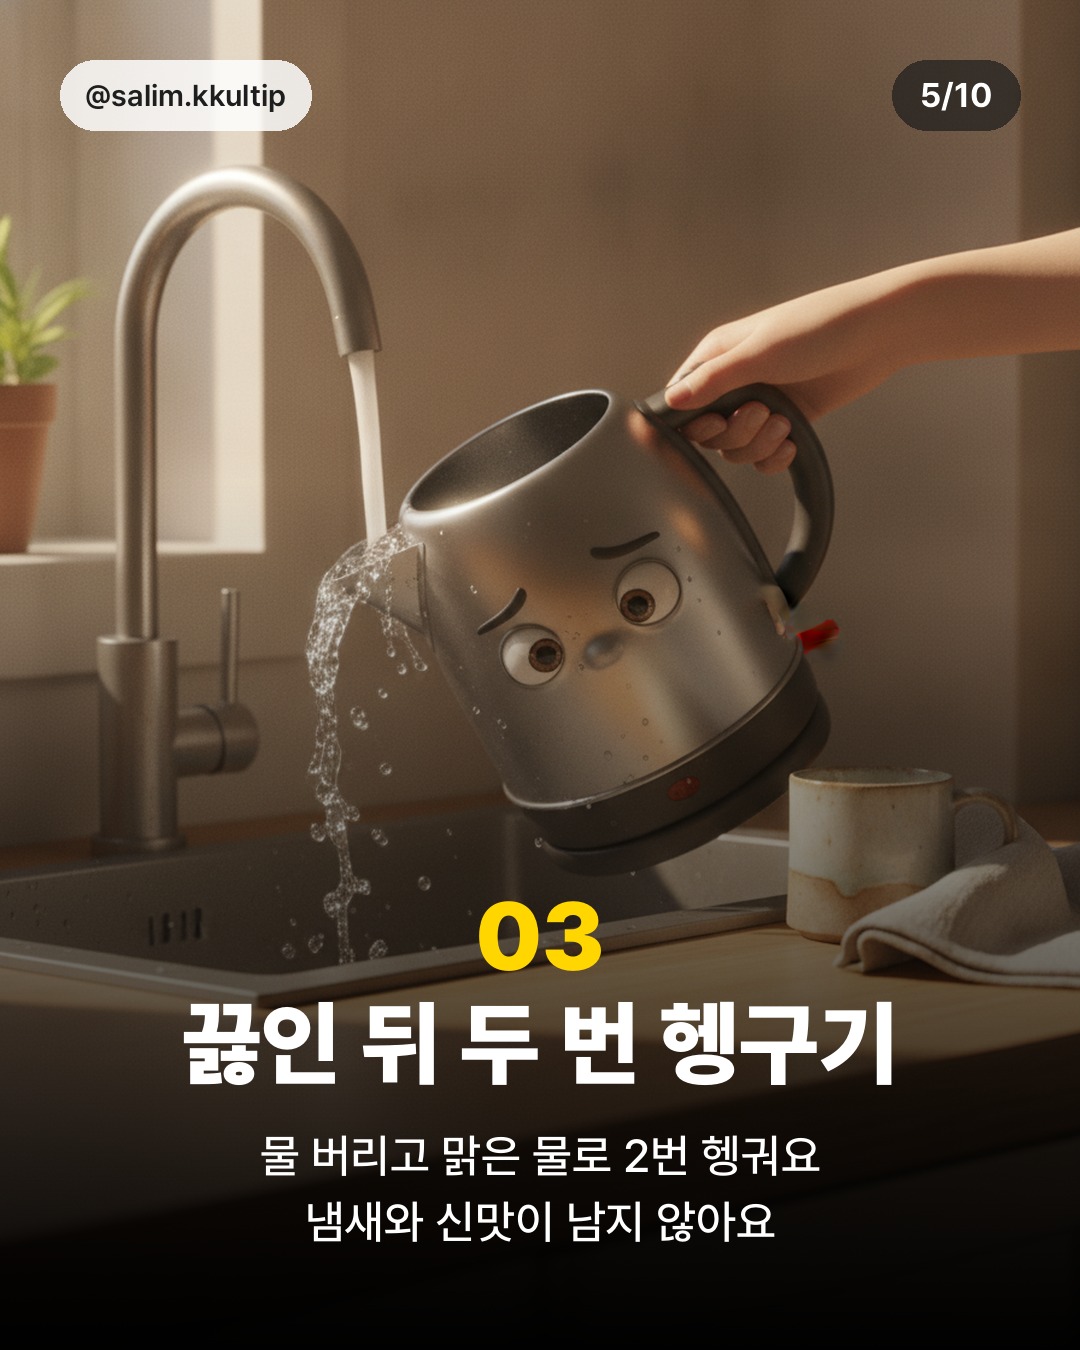 @salim.kkultip
5/10
03
끓인 뒤 두 번 헹구기
물 버리고 맑은 물로 2번 헹궈요
냄새와 신맛이 남지 않아요